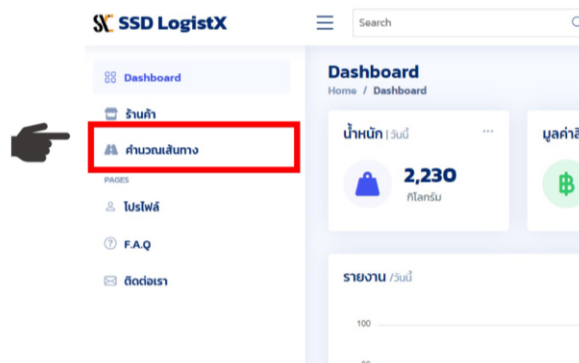 SSD LogistX
Search
Dashboard
ร้านค้า
คำนวณเส้นทาง
PAGES
โปรไฟล์
F.A.Q
ติดต่อเรา
Dashboard
Home / Dashboard
น้ำหนัก | วันนี้
2,230
กิโลกรัม
฿
รายงาน /วันนี้
100